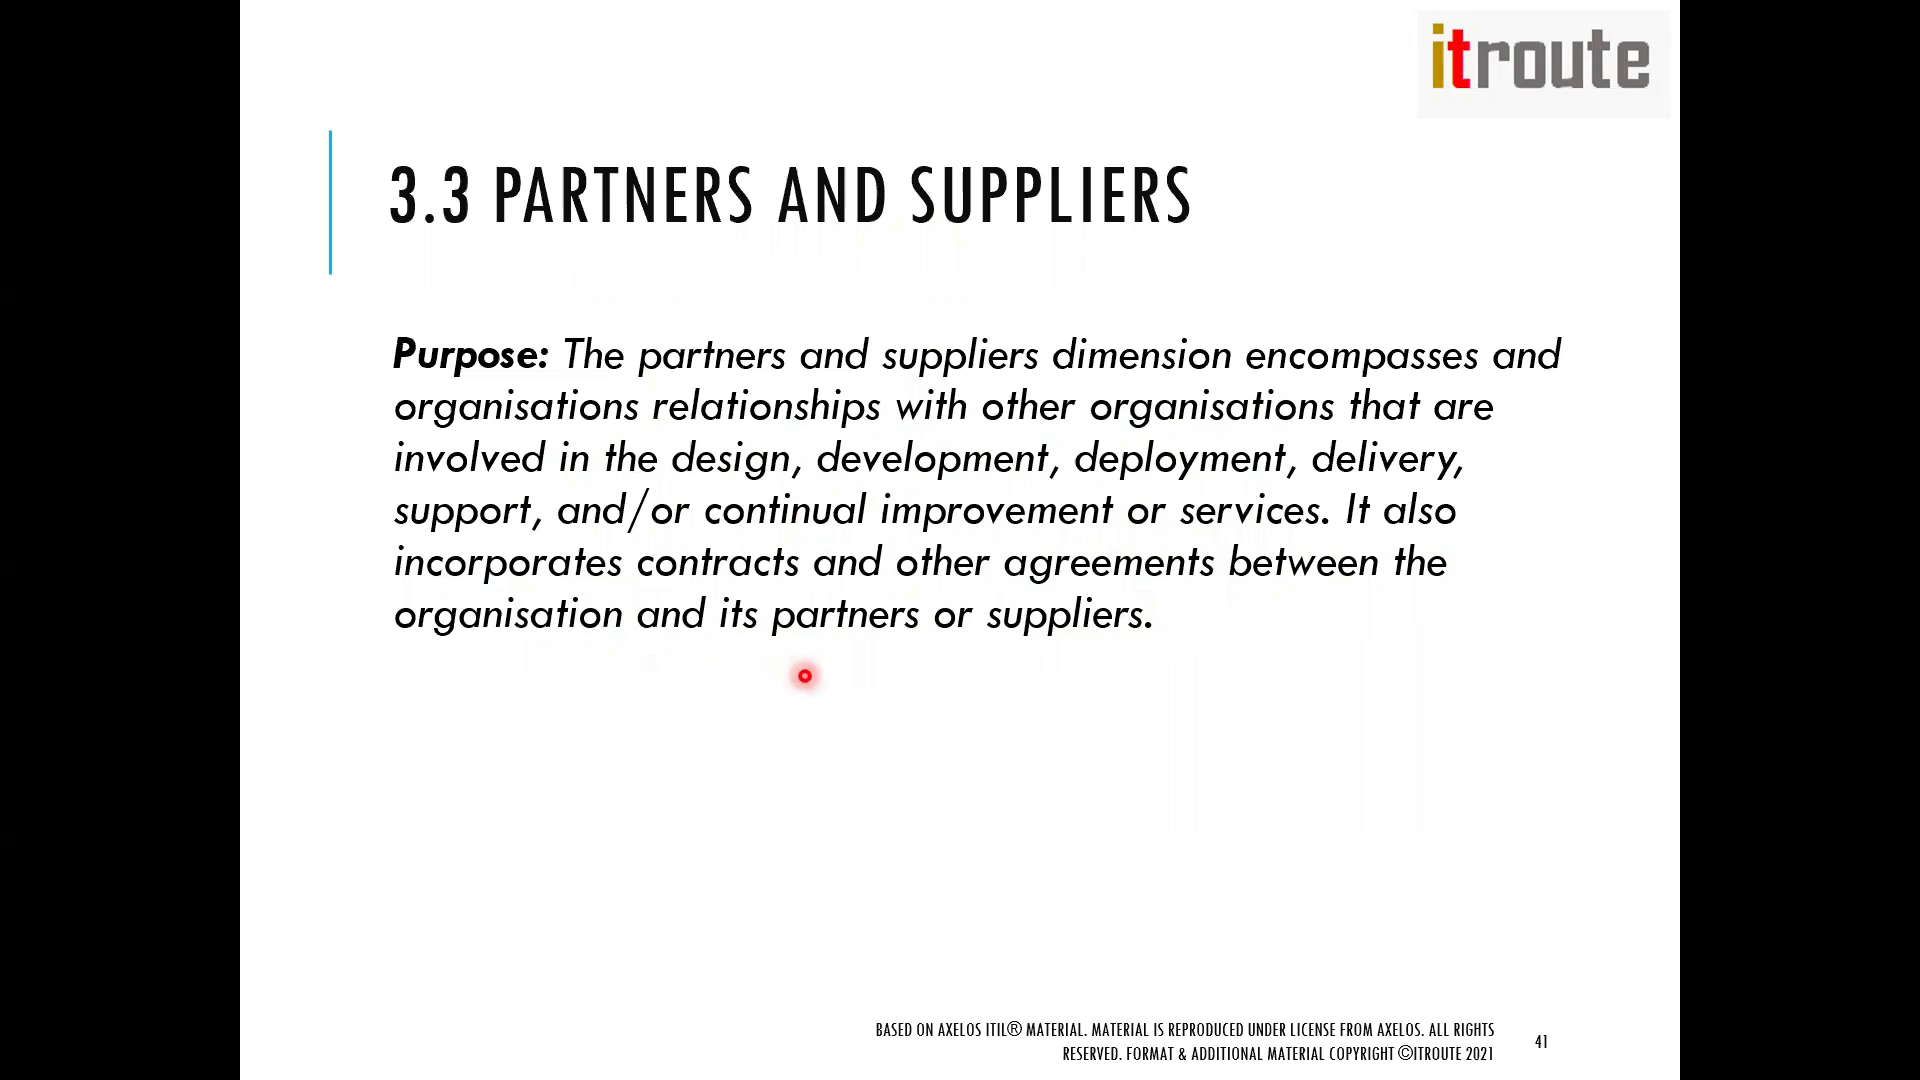 itroute
3.3 PARTNERS AND SUPPLIERS
Purpose: The partners and suppliers dimension encompasses and
organisations relationships with other organisations that are
involved in the design, development, deployment, delivery,
support, and/or continual improvement or services. It also
incorporates contracts and other agreements between the
organisation and its partners or suppliers.
BASED ON AXELOS ITIL® MATERIAL. MATERIAL IS REPRODUCED UNDER LICENSE FROM AXELOS. ALL RIGHTS
RESERVED. FORMAT & ADDITIONAL MATERIAL COPYRIGHT ©ITROUTE 2021
41